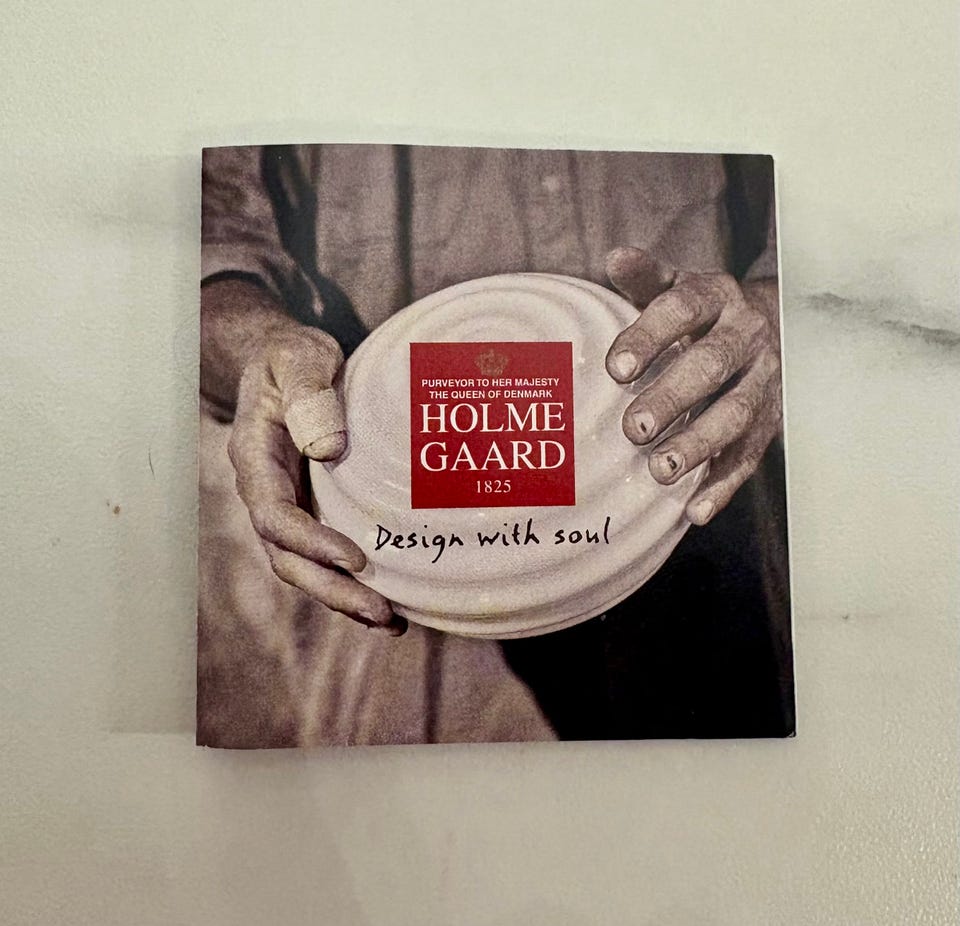 PURVEYOR TO HER MAJESTY
THE QUEEN OF DENMARK
HOLME
GAARD
1825
Design with soul